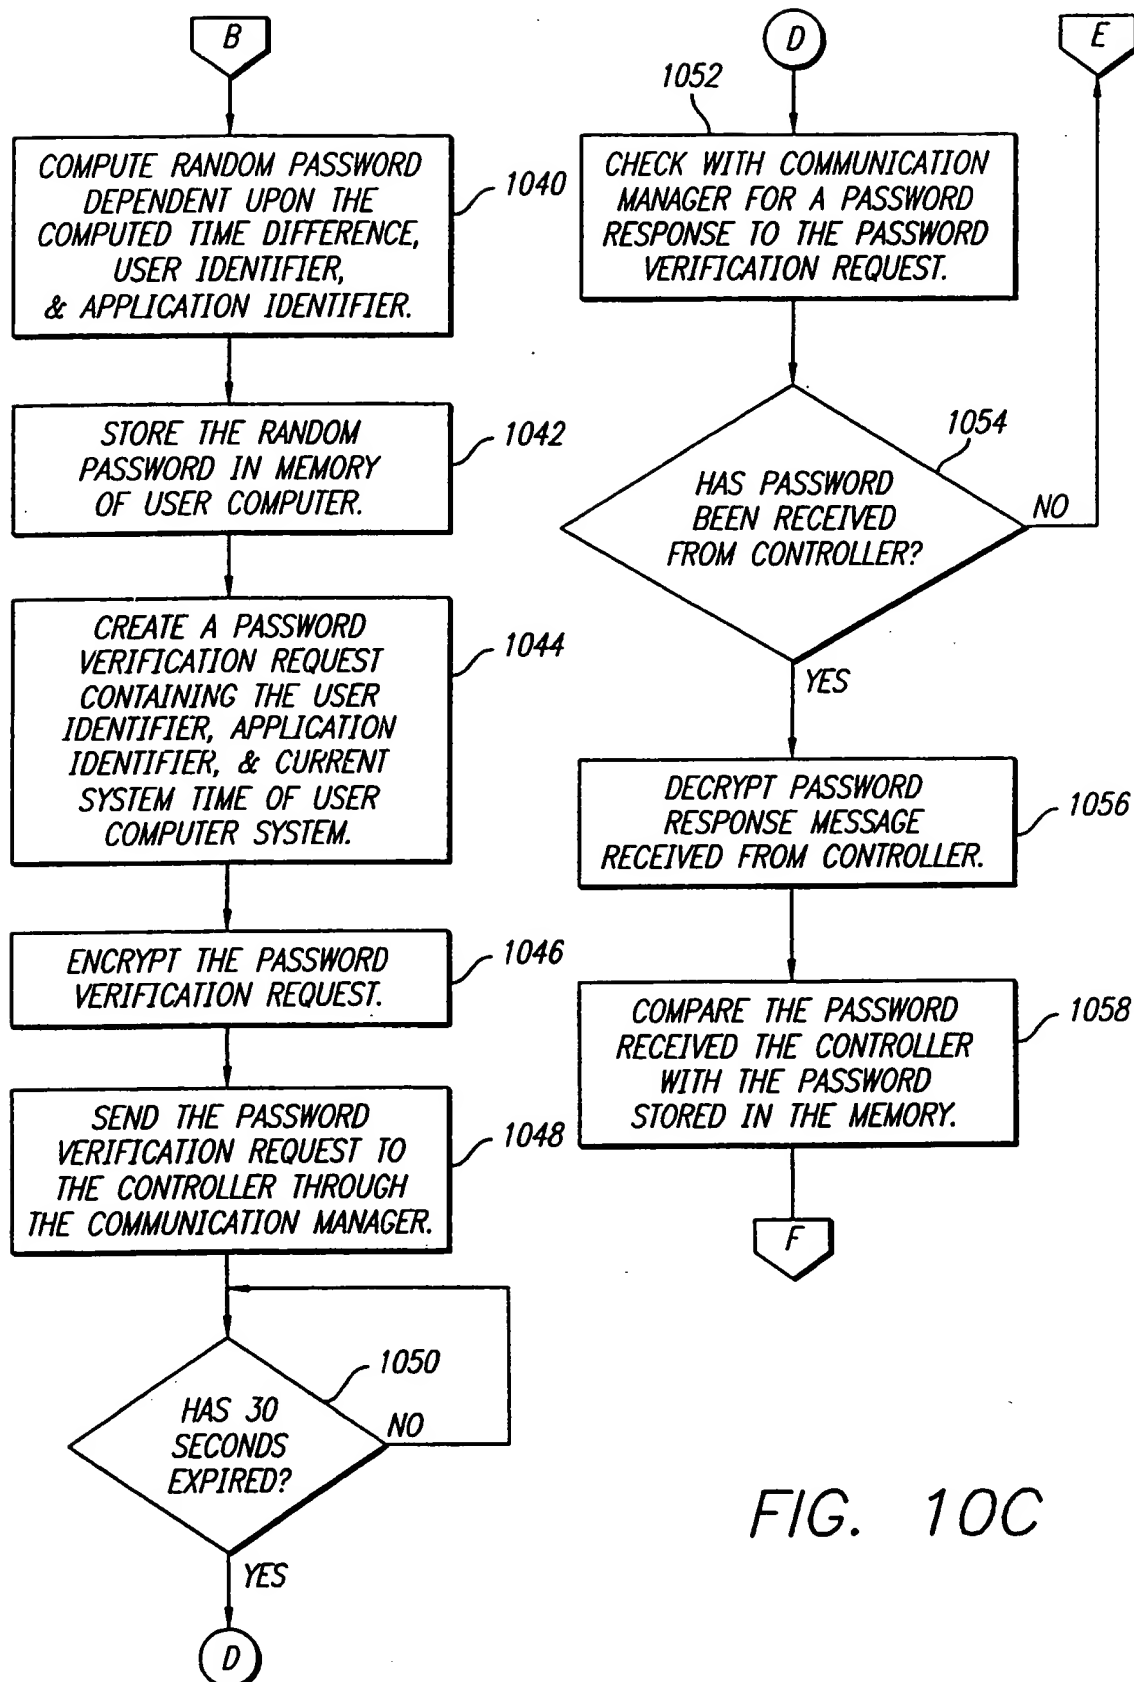 B
COMPUTE RANDOM PASSWORD
DEPENDENT UPON THE
COMPUTED TIME DIFFERENCE,
USER IDENTIFIER,
& APPLICATION IDENTIFIER.
1040
STORE THE RANDOM
PASSWORD IN MEMORY
OF USER COMPUTER.
1042
CREATE A PASSWORD
VERIFICATION REQUEST
CONTAINING THE USER
IDENTIFIER, APPLICATION
IDENTIFIER, & CURRENT
SYSTEM TIME OF USER
COMPUTER SYSTEM.
1044
ENCRYPT THE PASSWORD
VERIFICATION REQUEST.
1046
SEND THE PASSWORD
VERIFICATION REQUEST TO
THE CONTROLLER THROUGH
THE COMMUNICATION MANAGER.
1048
HAS 30
SECONDS
EXPIRED?
1050
NO
YES
D
D
E
1052
CHECK WITH COMMUNICATION
MANAGER FOR A PASSWORD
RESPONSE TO THE PASSWORD
VERIFICATION REQUEST.
1054
HAS PASSWORD
BEEN RECEIVED
FROM CONTROLLER?
NO
YES
DECRYPT PASSWORD
RESPONSE MESSAGE
RECEIVED FROM CONTROLLER.
1056
COMPARE THE PASSWORD
RECEIVED THE CONTROLLER
WITH THE PASSWORD
STORED IN THE MEMORY.
1058
F
FIG. 10C